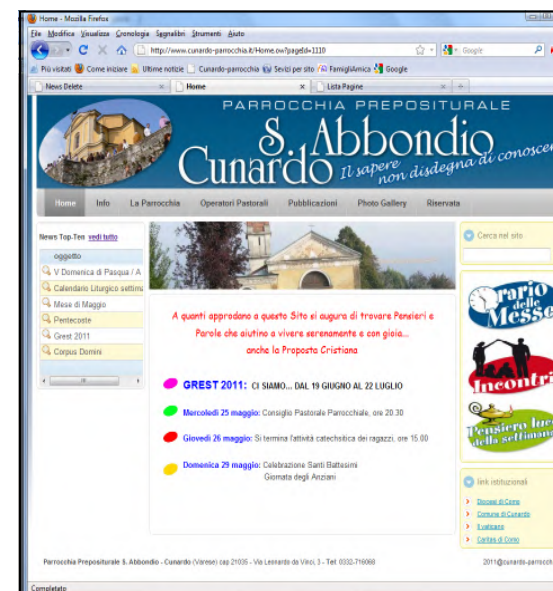 Home - Mozilla Firefox
File Modifica Visualizza Cronologia Segnalibri Strumenti Aiuto
http://www.cunardo-parrocchia.it/Home.ow?pageId=1110
Google
Più visitati Come iniziare Ultime notizie Cunardo-parrocchia Sevizi per sito FamigliAmica Google
News Delete Home Lista Pagine
PARROCCHIA PREPOSITURALE
S. Abbondio
Cunardo
Il sapere
non disdegna di conoscer
Home Info La Parrocchia Operatori Pastorali Pubblicazioni Photo Gallery Riservata
News Top-Ten vedi tutto
oggetto
V Domenica di Pasqua / A
Calendario Liturgico settima
Mese di Maggio
Pentecoste
Grest 2011
Corpus Domini
A quanti approdano a questo Sito si augura di trovare Pensieri e
Parole che aiutino a vivere serenamente e con gioia...
anche la Proposta Cristiana
GREST 2011: CI SIAMO... DAL 19 GIUGNO AL 22 LUGLIO
Mercoledì 25 maggio: Consiglio Pastorale Parrocchiale, ore 20.30
Giovedì 26 maggio: Si termina l'attività catechsitica dei ragazzi, ore 15.00
Domenica 29 maggio: Celebrazione Santi Battesimi
Giornata degli Anziani
Cerca nel sito
Orario
delle
Messe
Incontri
Pensiero luc
della settimana
link istituzionali
Diocesi di Como
Comune di Cunardo
Il vaticano
Caritas di Como
Parrocchia Prepositurale S. Abbondio - Cunardo (Varese) cap 21035 - Via Leonardo da Vinci, 3 - Tel: 0332-716068
2011@cunardo-parrocch
Completato